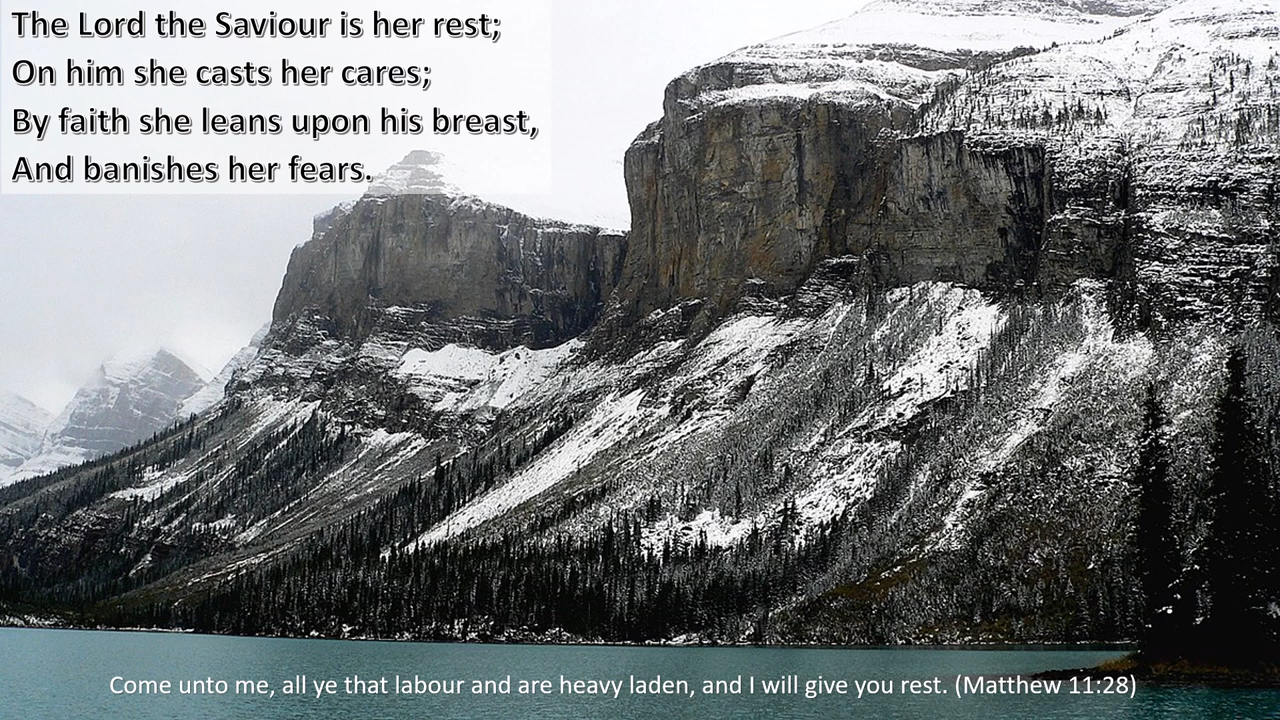 The Lord the Saviour is her rest;
On him she casts her cares;
By faith she leans upon his breast,
And banishes her fears.
Come unto me, all ye that labour and are heavy laden, and I will give you rest. (Matthew 11:28)